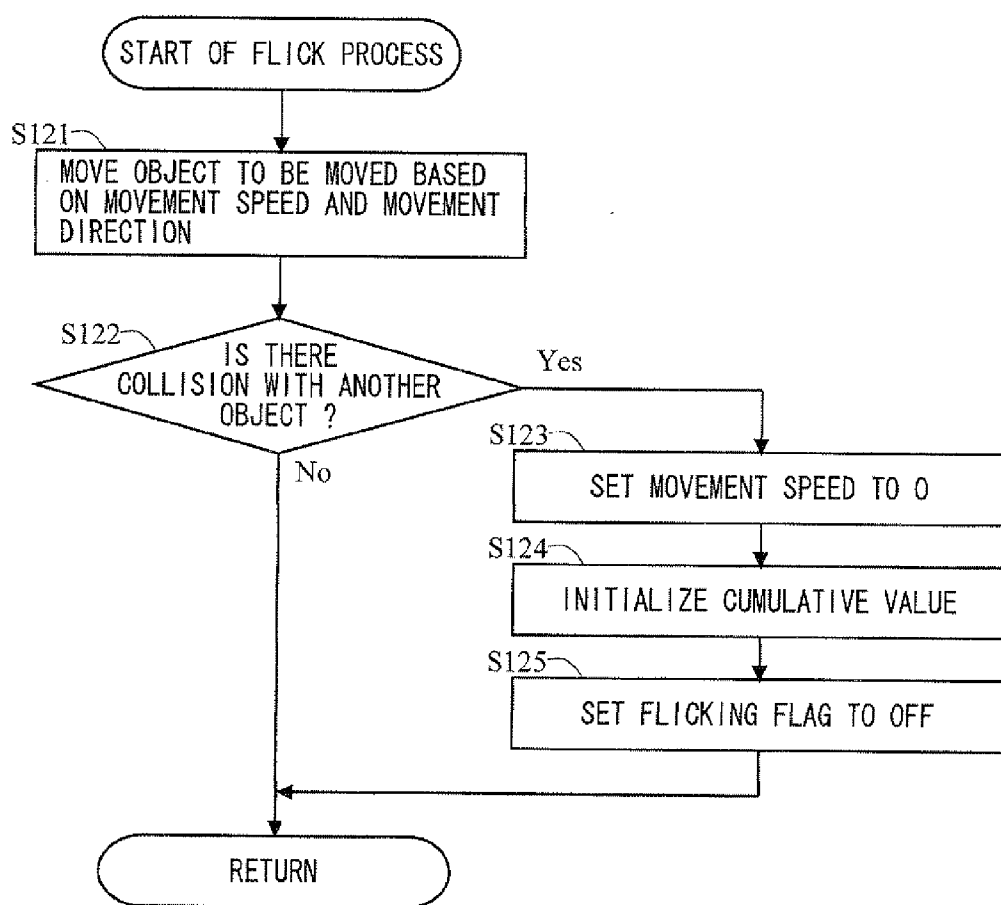 START OF FLICK PROCESS
S121
MOVE OBJECT TO BE MOVED BASED
ON MOVEMENT SPEED AND MOVEMENT
DIRECTION
S122
IS THERE
COLLISION WITH ANOTHER
OBJECT ?
Yes
No
S123
SET MOVEMENT SPEED TO 0
S124
INITIALIZE CUMULATIVE VALUE
S125
SET FLICKING FLAG TO OFF
RETURN